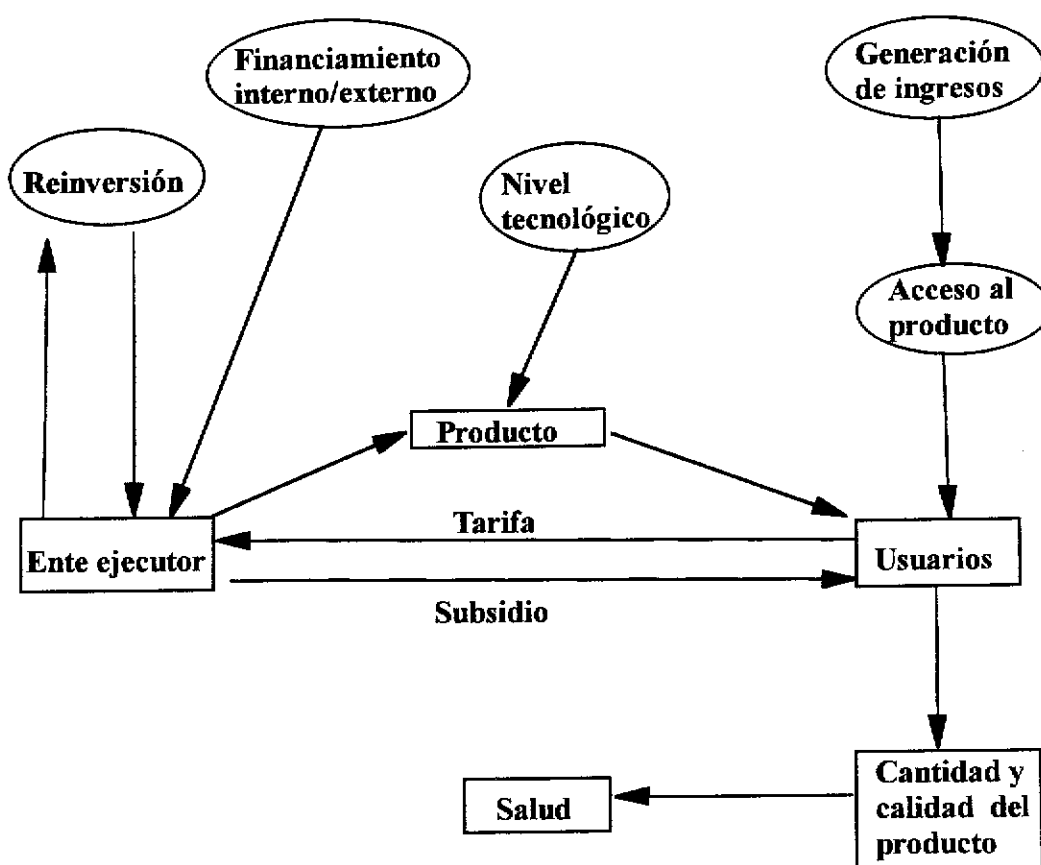 Financiamiento
interno/externo
Generación
de ingresos
Reinversión
Nivel
tecnológico
Acceso al
producto
Producto
Tarifa
Ente ejecutor
Usuarios
Subsidio
Cantidad y
calidad del
producto
Salud